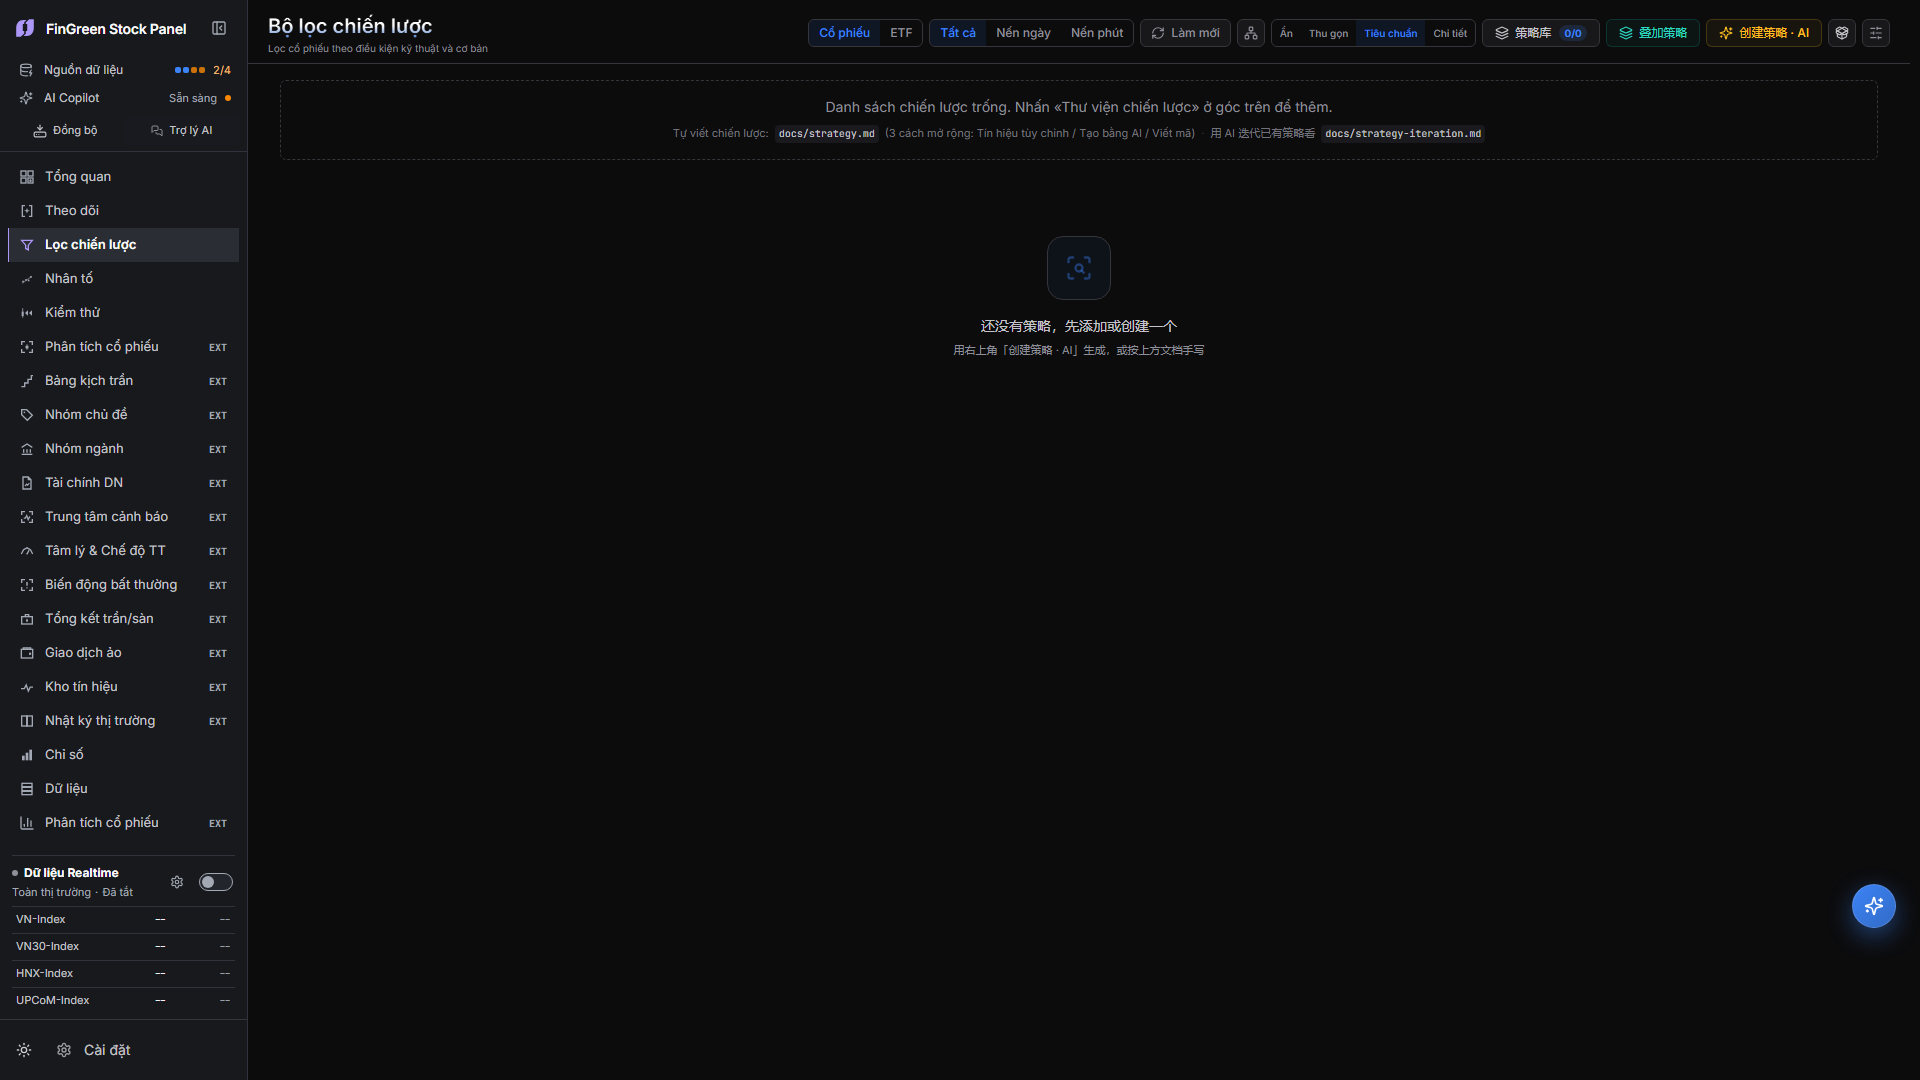 FinGreen Stock Panel
Nguồn dữ liệu 2/4
AI Copilot Sẵn sàng
Đồng bộ Trợ lý AI
Tổng quan
Theo dõi
Lọc chiến lược
Nhân tố
Kiểm thử
Phân tích cổ phiếu EXT
Bảng kịch trần EXT
Nhóm chủ đề EXT
Nhóm ngành EXT
Tài chính DN EXT
Trung tâm cảnh báo EXT
Tâm lý & Chế độ TT EXT
Biến động bất thường EXT
Tổng kết trần/sàn EXT
Giao dịch ảo EXT
Kho tín hiệu EXT
Nhật ký thị trường EXT
Chỉ số
Dữ liệu
Phân tích cổ phiếu EXT
Dữ liệu Realtime
Toàn thị trường · Đã tắt
VN-Index -- --
VN30-Index -- --
HNX-Index -- --
UPCoM-Index -- --
Cài đặt
Bộ lọc chiến lược
Lọc cổ phiếu theo điều kiện kỹ thuật và cơ bản
Cổ phiếu ETF Tất cả Nến ngày Nến phút Làm mới Ẩn Thu gọn Tiêu chuẩn Chi tiết 策略库 0/0 叠加策略 创建策略 · AI
Danh sách chiến lược trống. Nhấn «Thư viện chiến lược» ở góc trên để thêm.
Tự viết chiến lược: docs/strategy.md (3 cách mở rộng: Tín hiệu tùy chỉnh / Tạo bằng AI / Viết mã) · 用 AI 迭代已有策略看 docs/strategy-iteration.md
还没有策略，先添加或创建一个
用右上角「创建策略 · AI」生成，或按上方文档手写